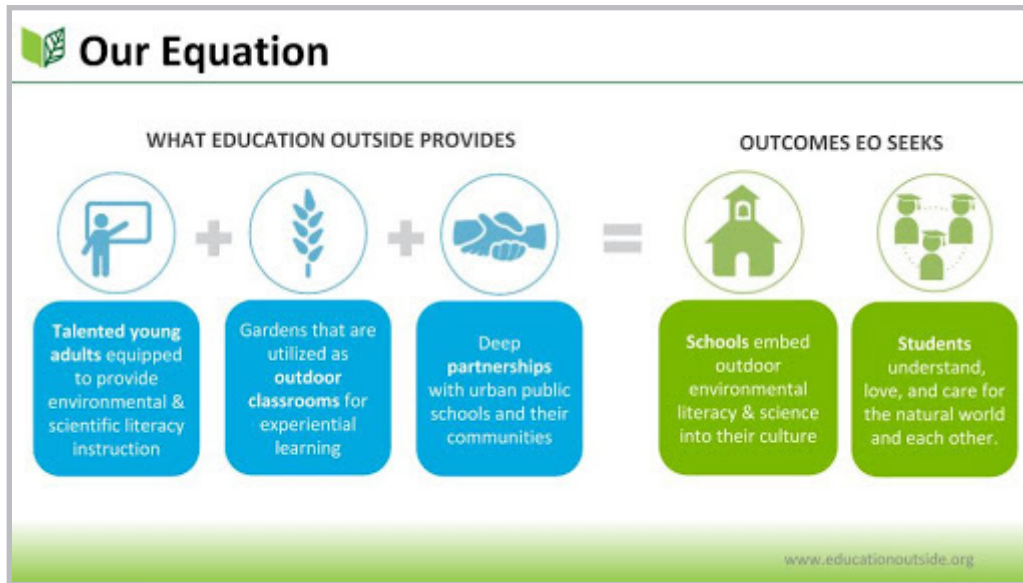 Our Equation
WHAT EDUCATION OUTSIDE PROVIDES
OUTCOMES EO SEEKS
+
+
=
Talented young
adults equipped
to provide
environmental &
scientific literacy
instruction
Gardens that are
utilized as
outdoor
classrooms for
experiential
learning
Deep
partnerships
with urban public
schools and their
communities
Schools embed
outdoor
environmental
literacy & science
into their culture
Students
understand,
love, and care for
the natural world
and each other.
www.educationoutside.org